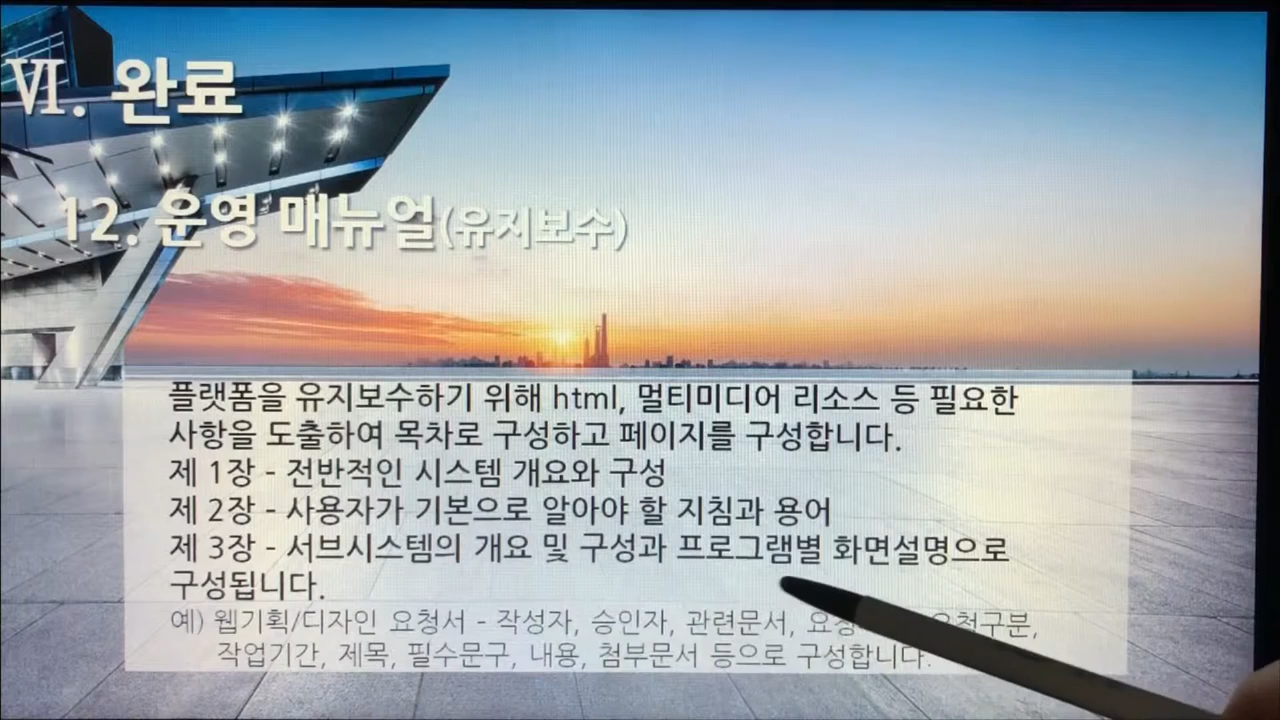 Ⅵ. 완료
12. 운영 매뉴얼(유지보수)
플랫폼을 유지보수하기 위해 html, 멀티미디어 리소스 등 필요한
사항을 도출하여 목차로 구성하고 페이지를 구성합니다.
제 1장 - 전반적인 시스템 개요와 구성
제 2장 - 사용자가 기본으로 알아야 할 지침과 용어
제 3장 - 서브시스템의 개요 및 구성과 프로그램별 화면설명으로
구성됩니다.
예) 웹기획/디자인 요청서 - 작성자, 승인자, 관련문서, 요청구분,
작업기간, 제목, 필수문구, 내용, 첨부문서 등으로 구성합니다.